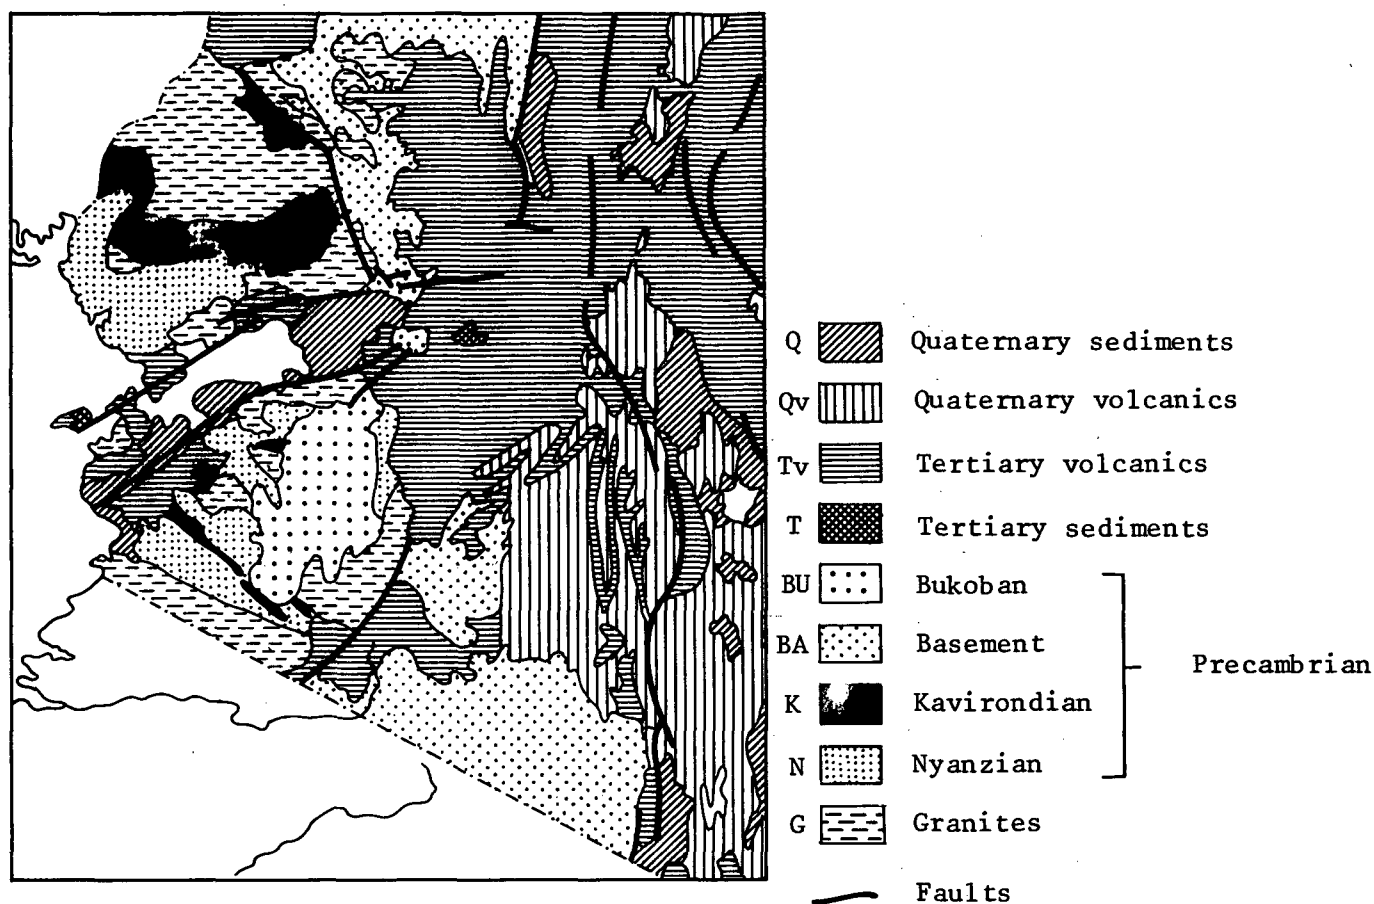 Q Quaternary sediments
Qv Quaternary volcanics
Tv Tertiary volcanics
T Tertiary sediments
BU Bukoban
BA Basement
Precambrian
K Kavirondian
N Nyanzian
G Granites
Faults